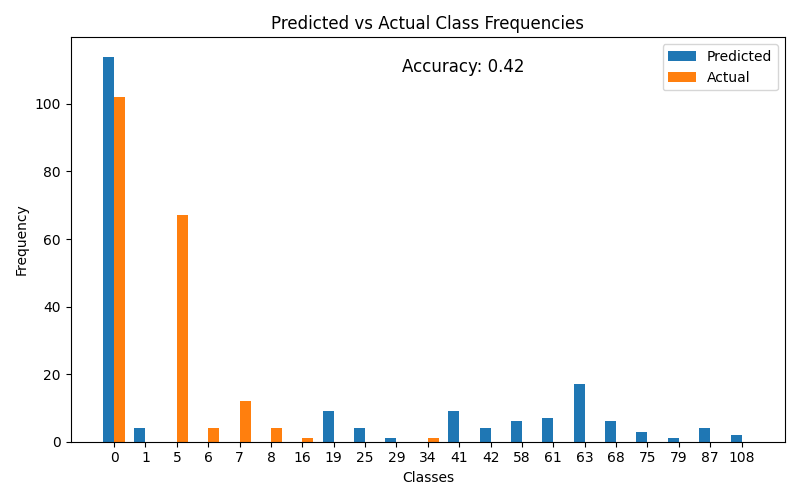 Predicted vs Actual Class Frequencies
Accuracy: 0.42
Predicted
Actual
Frequency
100
80
60
40
20
0
0 1 5 6 7 8 16 19 25 29 34 41 42 58 61 63 68 75 79 87 108
Classes